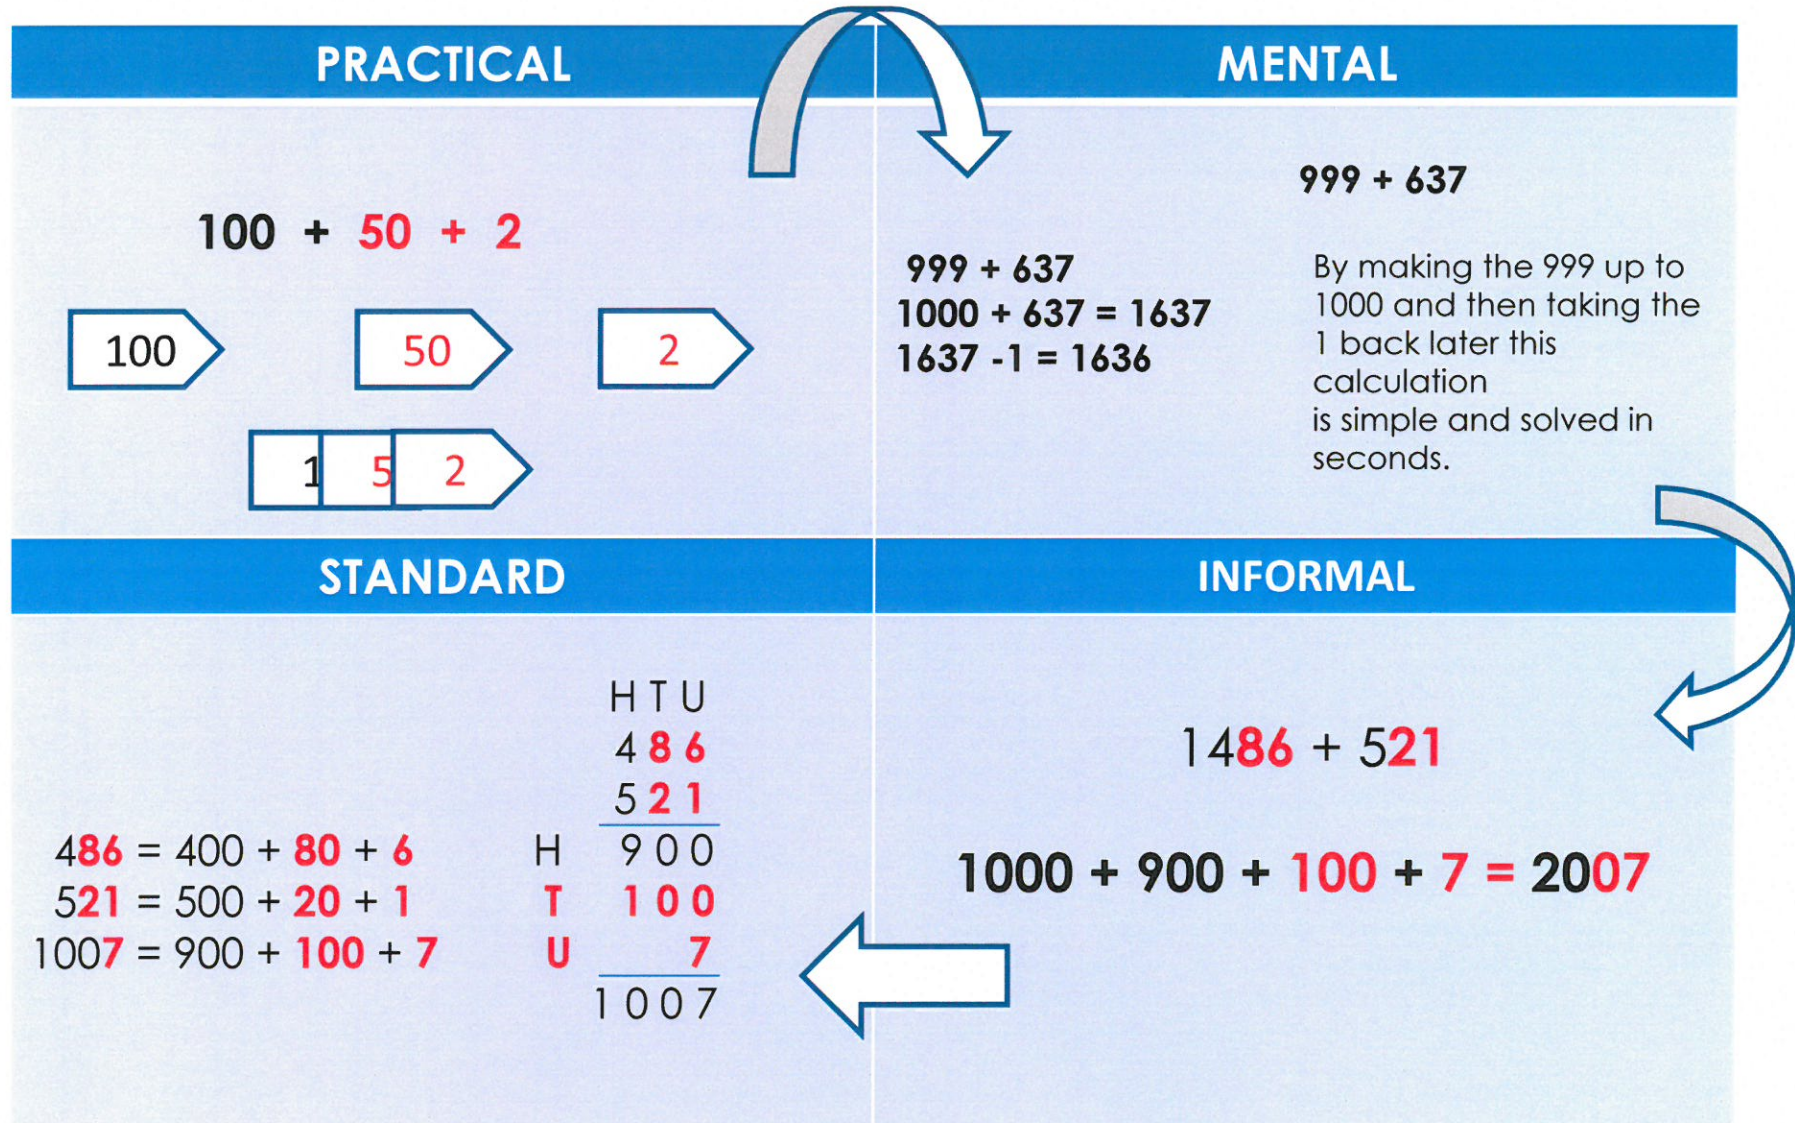 PRACTICAL
100 + 50 + 2
100 50 2
1 5 2
MENTAL
999 + 637
999 + 637
1000 + 637 = 1637
1637 -1 = 1636
By making the 999 up to
1000 and then taking the
1 back later this
calculation
is simple and solved in
seconds.
INFORMAL
1486 + 521
1000 + 900 + 100 + 7 = 2007
STANDARD
486 = 400 + 80 + 6
521 = 500 + 20 + 1
1007 = 900 + 100 + 7
H T U
4 8 6
5 2 1
H 9 0 0
T 1 0 0
U 7
1 0 0 7